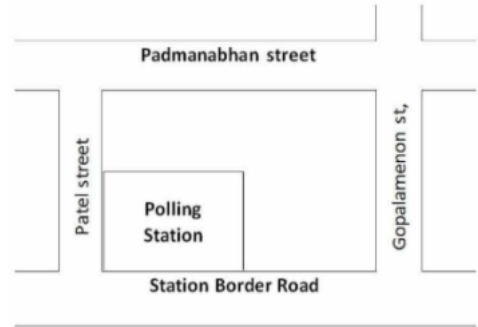 Padmanabhan street
Patel street
Polling
Station
Gopalamenon st,
Station Border Road